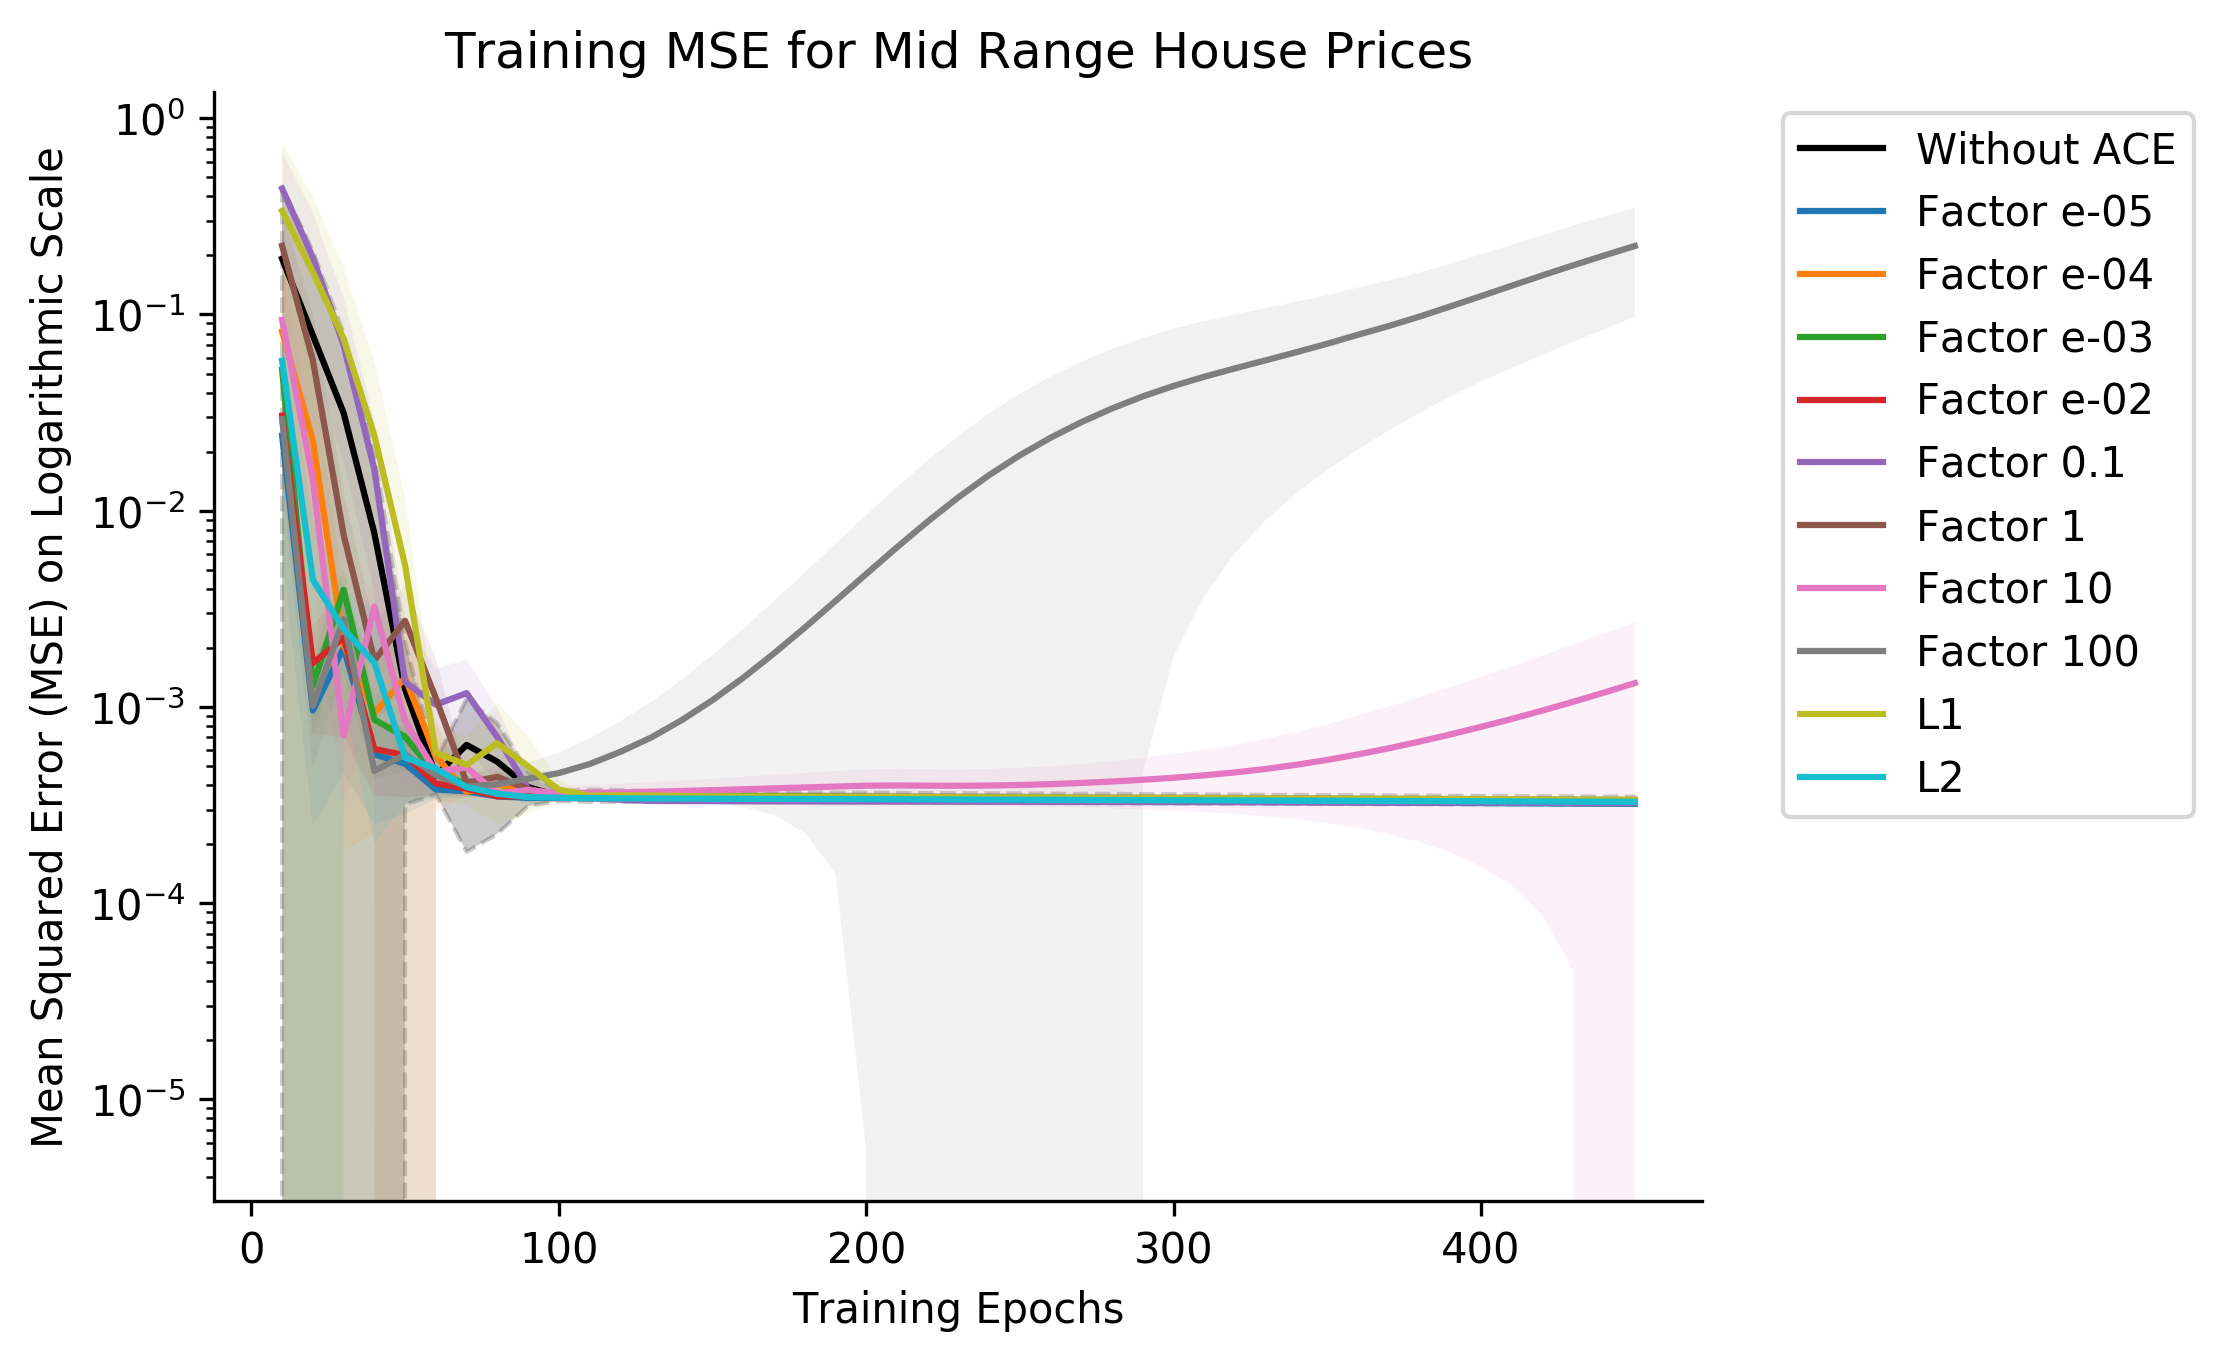 Training MSE for Mid Range House Prices
Mean Squared Error (MSE) on Logarithmic Scale
10⁰
10⁻¹
10⁻²
10⁻³
10⁻⁴
10⁻⁵
0 100 200 300 400
Training Epochs
Without ACE
Factor e-05
Factor e-04
Factor e-03
Factor e-02
Factor 0.1
Factor 1
Factor 10
Factor 100
L1
L2